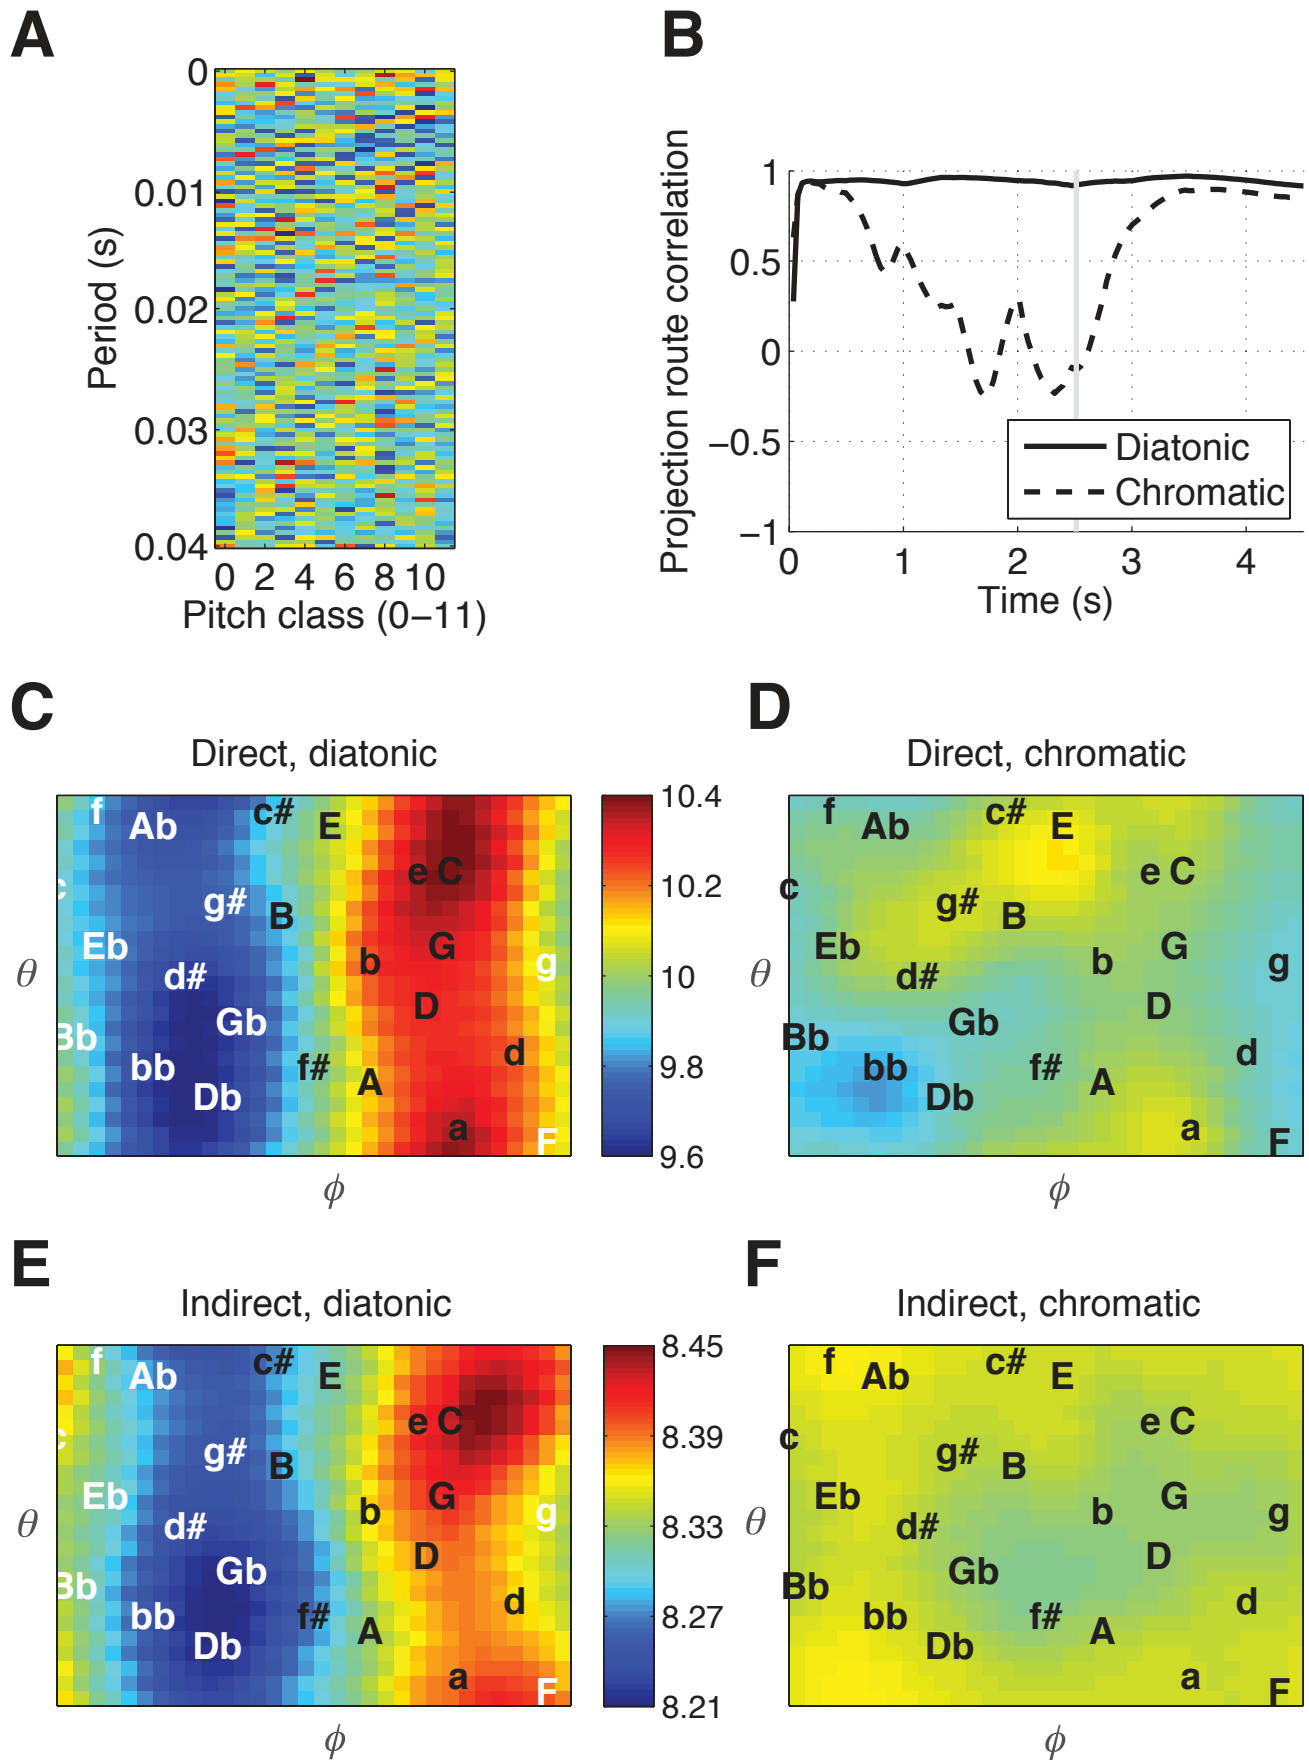 A
B
0
0.01
0.02
0.03
0.04
Period (s)
0 2 4 6 8 10
Pitch class (0−11)
1
0.5
0
−0.5
−1
Projection route correlation
Diatonic
Chromatic
0 1 2 3 4
Time (s)
C
Direct, diatonic
f Ab c# E
e C
c g# B
Eb b G g
d# D
Gb
Bb bb f# A d
Db
a F
θ
ϕ
10.4
10.2
10
9.8
9.6
D
Direct, chromatic
f Ab c# E
e C
c g# B
Eb b G g
d# D
Gb
Bb bb f# A d
Db
a F
θ
ϕ
E
Indirect, diatonic
f Ab c# E
e C
c g# B
Eb b G g
d# D
Gb
Bb bb f# A d
Db
a F
θ
ϕ
8.45
8.39
8.33
8.27
8.21
F
Indirect, chromatic
f Ab c# E
e C
c g# B
Eb b G g
d# D
Gb
Bb bb f# A d
Db
a F
θ
ϕ